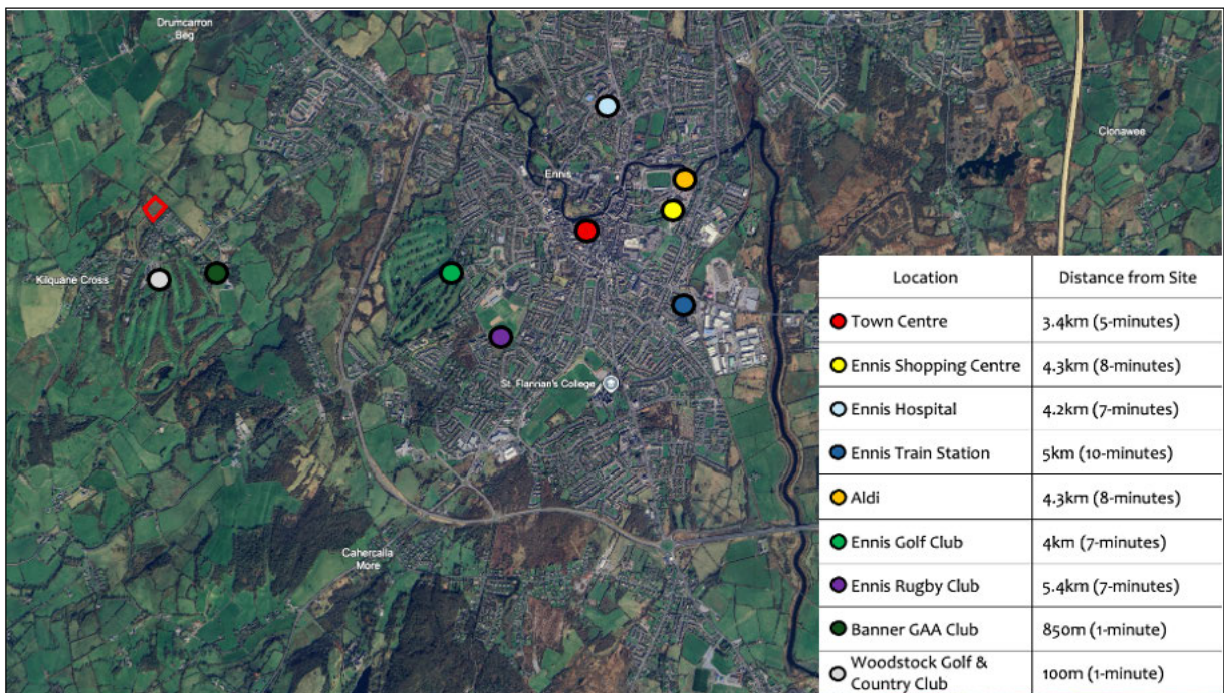 Drumcarron
Beg
Clonawee
Ennis
Kilquane Cross
St. Flannan's College
Cahercalla
More
Location Distance from Site
Town Centre 3.4km (5-minutes)
Ennis Shopping Centre 4.3km (8-minutes)
Ennis Hospital 4.2km (7-minutes)
Ennis Train Station 5km (10-minutes)
Aldi 4.3km (8-minutes)
Ennis Golf Club 4km (7-minutes)
Ennis Rugby Club 5.4km (7-minutes)
Banner GAA Club 850m (1-minute)
Woodstock Golf &
Country Club 100m (1-minute)